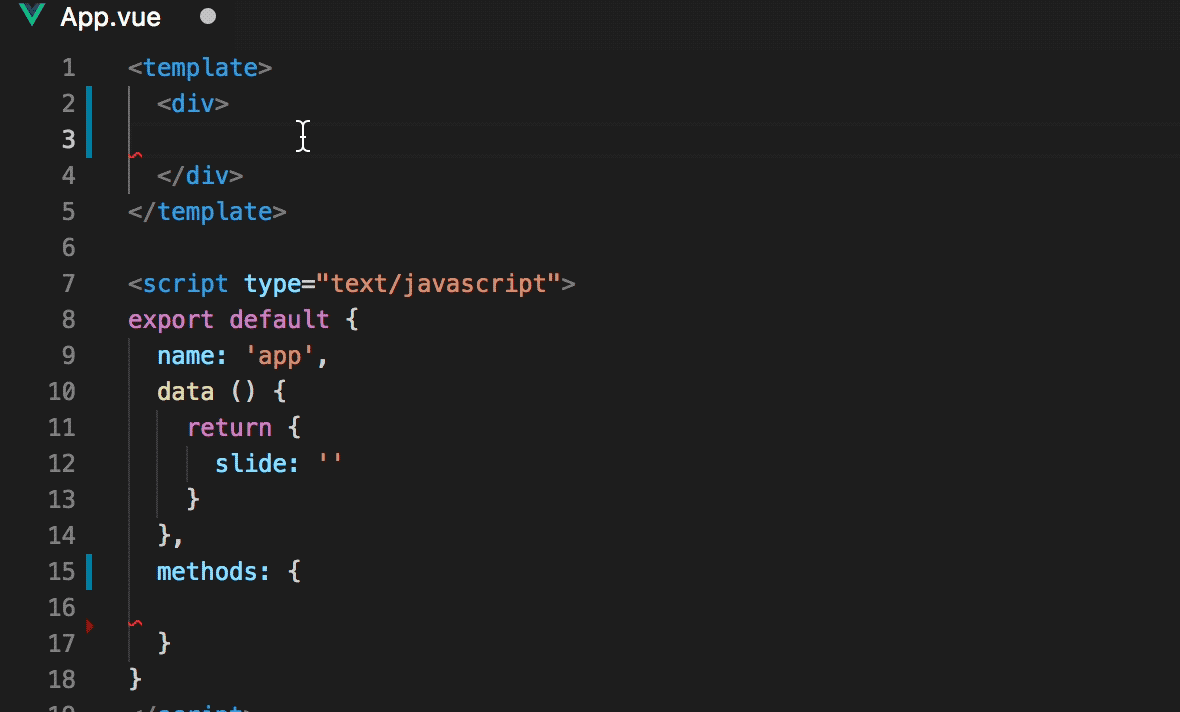 App.vue
1 <template>
2   <div>
3
4   </div>
5 </template>
6
7 <script type="text/javascript">
8 export default {
9   name: 'app',
10   data () {
11     return {
12       slide: ''
13     }
14   },
15   methods: {
16
17   }
18 }
19 </script>